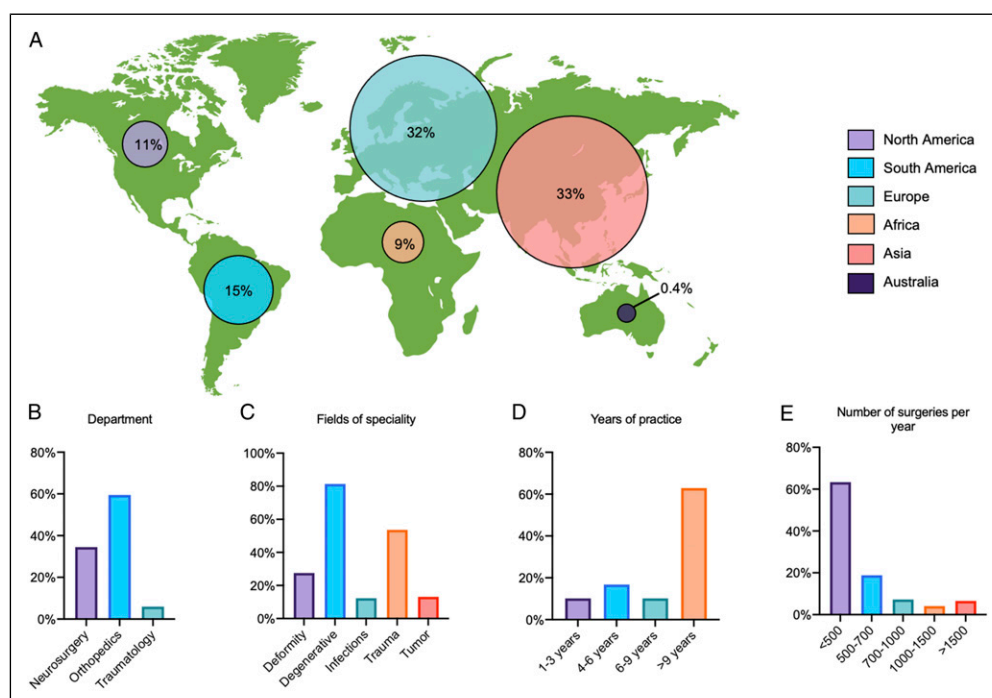 A
11%
32%
33%
9%
15%
0.4%
North America
South America
Europe
Africa
Asia
Australia
B
Department
80%
60%
40%
20%
0%
Neurosurgery
Orthopedics
Traumatology
C
Fields of speciality
100%
80%
60%
40%
20%
0%
Deformity
Degenerative
Infections
Trauma
Tumor
D
Years of practice
80%
60%
40%
20%
0%
1-3 years
4-6 years
6-9 years
>9 years
E
Number of surgeries per
year
80%
60%
40%
20%
0%
<500
500-700
700-1000
1000-1500
>1500